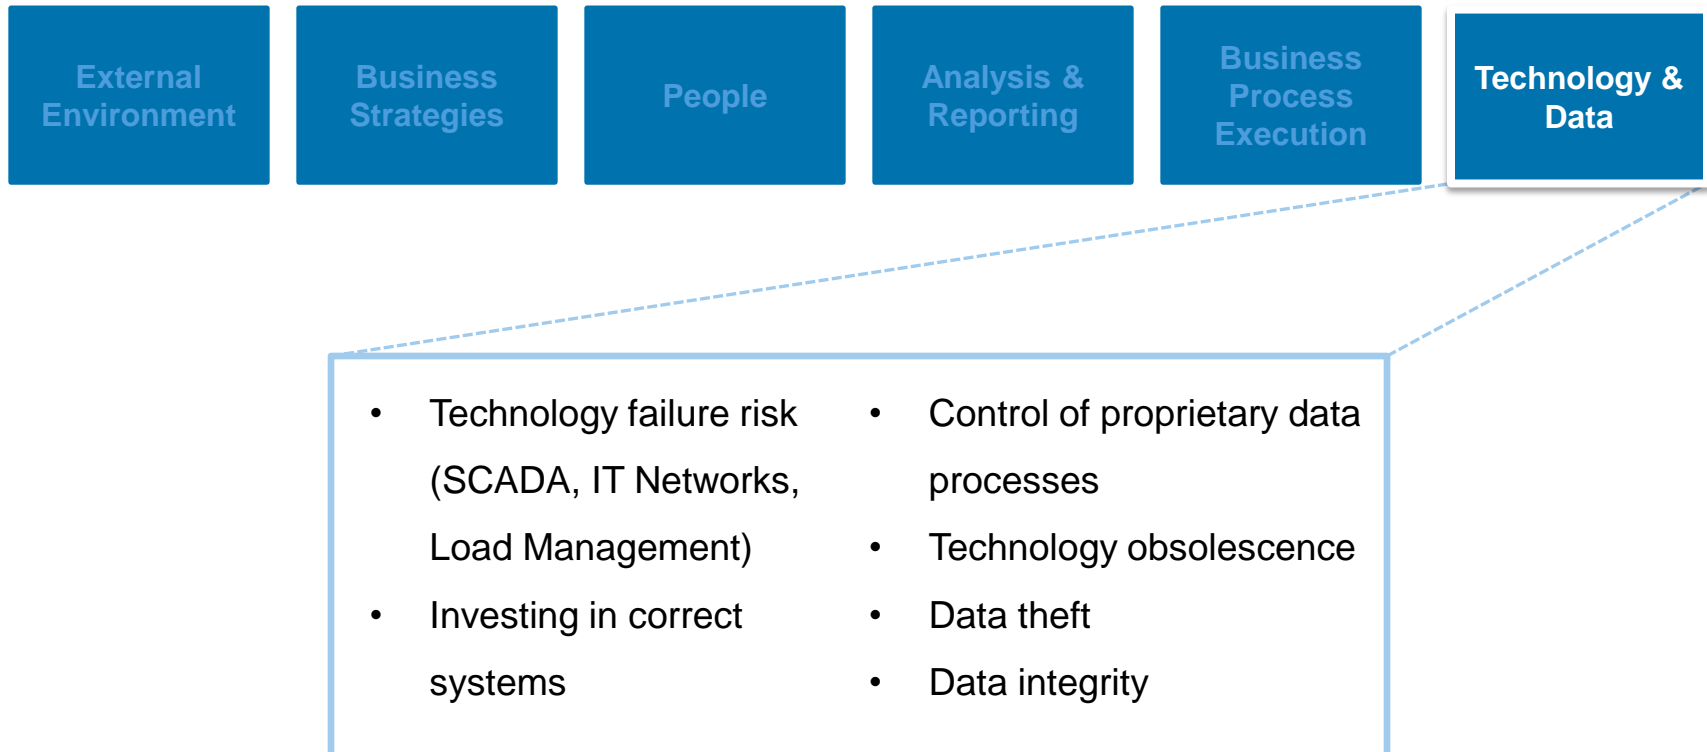 External
Environment
Business
Strategies
People
Analysis &
Reporting
Business
Process
Execution
Technology &
Data
• Technology failure risk
(SCADA, IT Networks,
Load Management)
• Investing in correct
systems
• Control of proprietary data
processes
• Technology obsolescence
• Data theft
• Data integrity